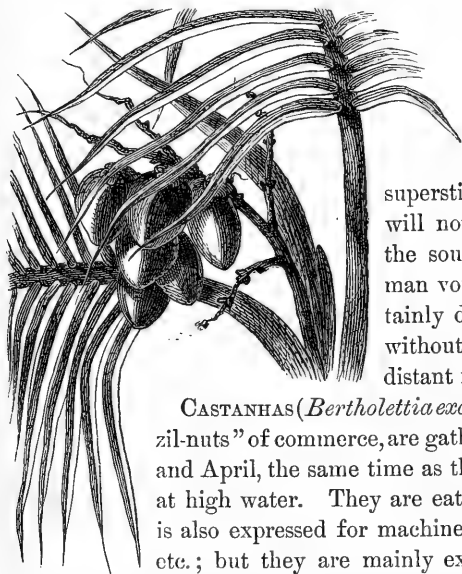 supersti
will no
the sou
man vo
tainly d
without
distant
CASTANHAS (Bertholettia exc
zil-nuts" of commerce, are gath
and April, the same time as th
at high water. They are eat
is also expressed for machine
etc.; but they are mainly ex